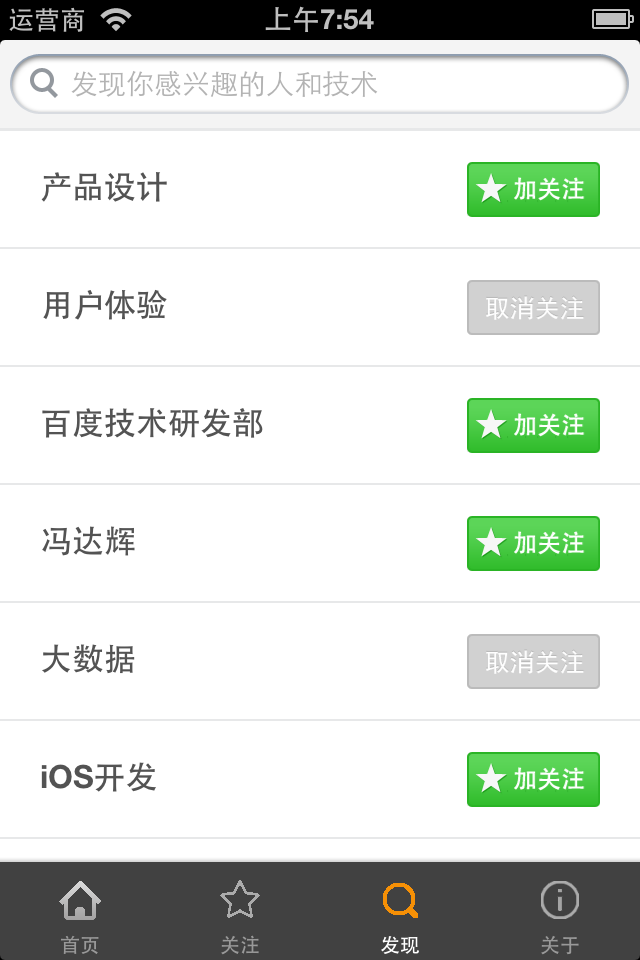 运营商 上午7:54
发现你感兴趣的人和技术
产品设计 加关注
用户体验 取消关注
百度技术研发部 加关注
冯达辉 加关注
大数据 取消关注
iOS开发 加关注
首页 关注 发现 关于